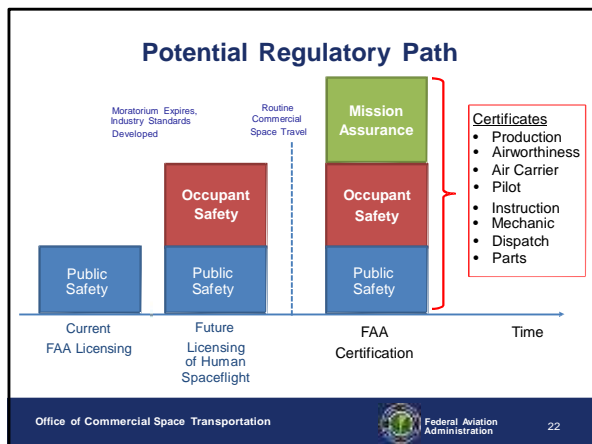 Potential Regulatory Path
Moratorium Expires,
Industry Standards
Developed
Routine
Commercial
Space Travel
Mission
Assurance
Occupant
Safety
Occupant
Safety
Public
Safety
Public
Safety
Public
Safety
Certificates
• Production
• Airworthiness
• Air Carrier
• Pilot
• Instruction
• Mechanic
• Dispatch
• Parts
Current
FAA Licensing
Future
Licensing
of Human
Spaceflight
FAA
Certification
Time
Office of Commercial Space Transportation
Federal Aviation
Administration
22